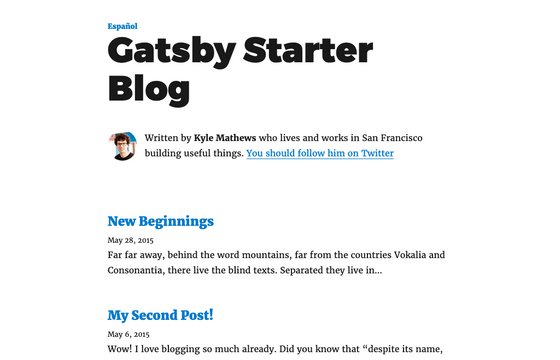 Español
Gatsby Starter
Blog
Written by Kyle Mathews who lives and works in San Francisco
building useful things. You should follow him on Twitter
New Beginnings
May 28, 2015
Far far away, behind the word mountains, far from the countries Vokalia and
Consonantia, there live the blind texts. Separated they live in…
My Second Post!
May 6, 2015
Wow! I love blogging so much already. Did you know that “despite its name,